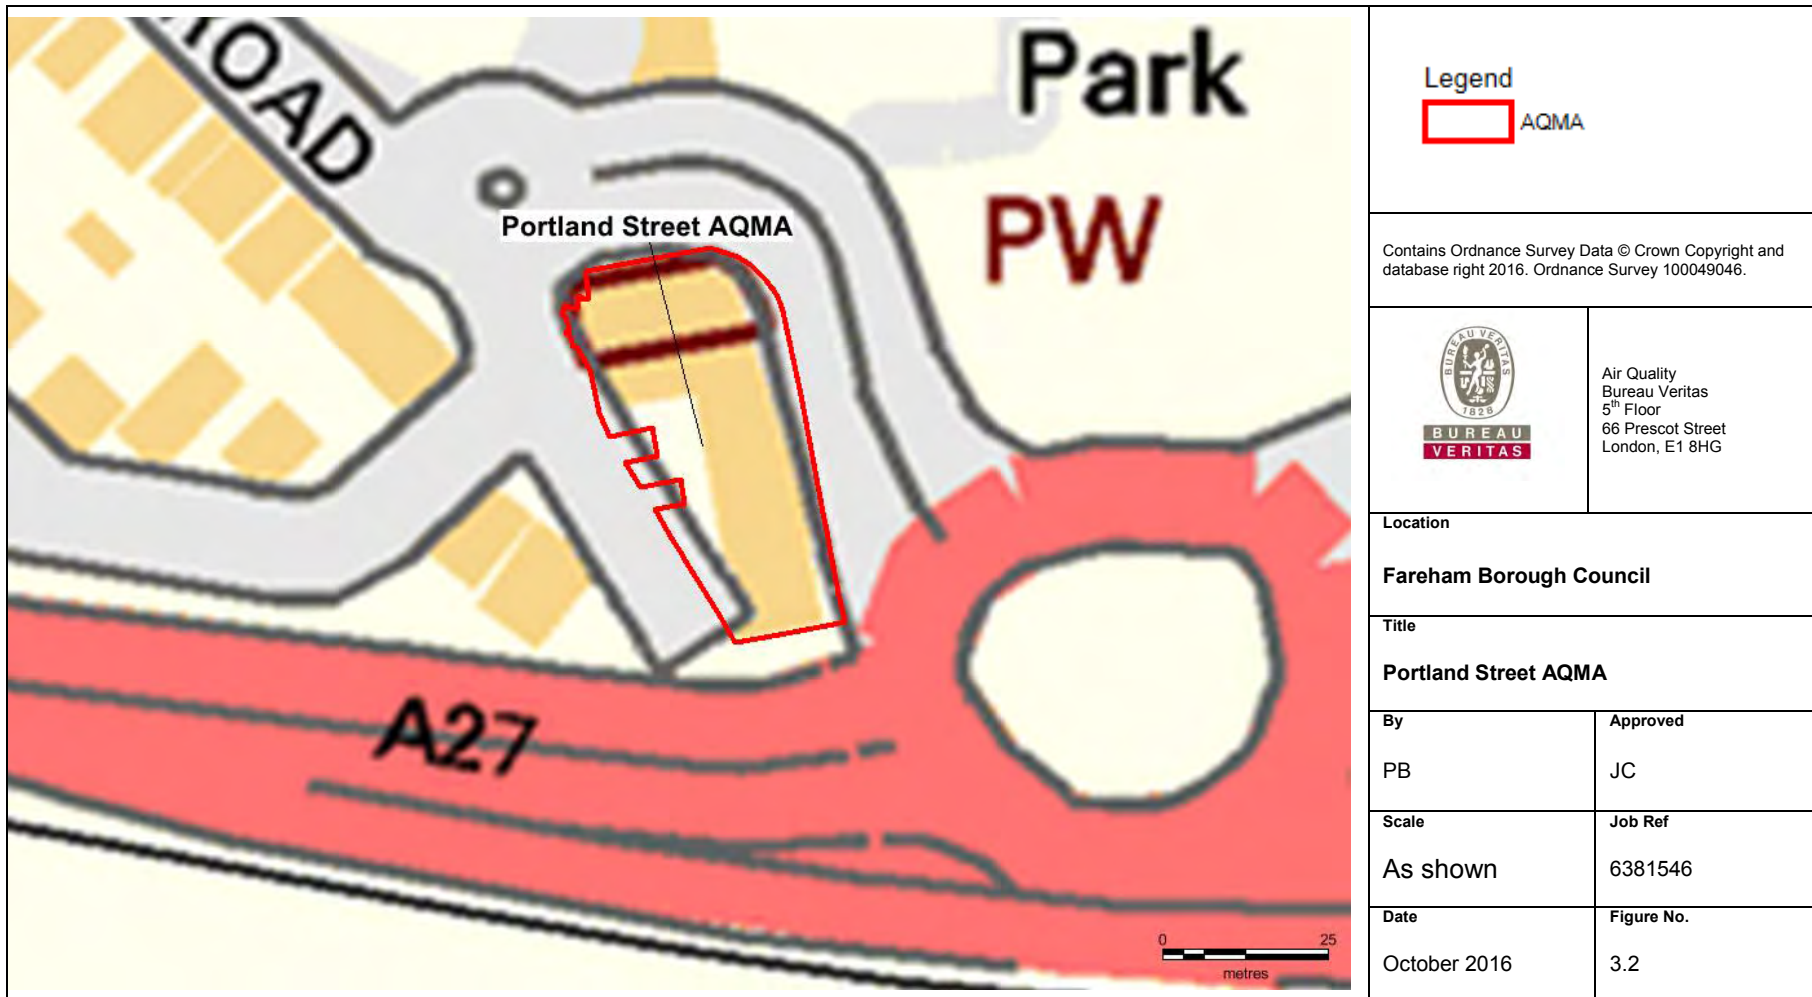 ROAD
Park
PW
Portland Street AQMA
A27
0 25
metres
Legend
AQMA
Contains Ordnance Survey Data © Crown Copyright and
database right 2016. Ordnance Survey 100049046.
BUREAU VERITAS
1828
BUREAU
VERITAS
Air Quality
Bureau Veritas
5th Floor
66 Prescot Street
London, E1 8HG
Location
Fareham Borough Council
Title
Portland Street AQMA
By
PB
Approved
JC
Scale
As shown
Job Ref
6381546
Date
October 2016
Figure No.
3.2